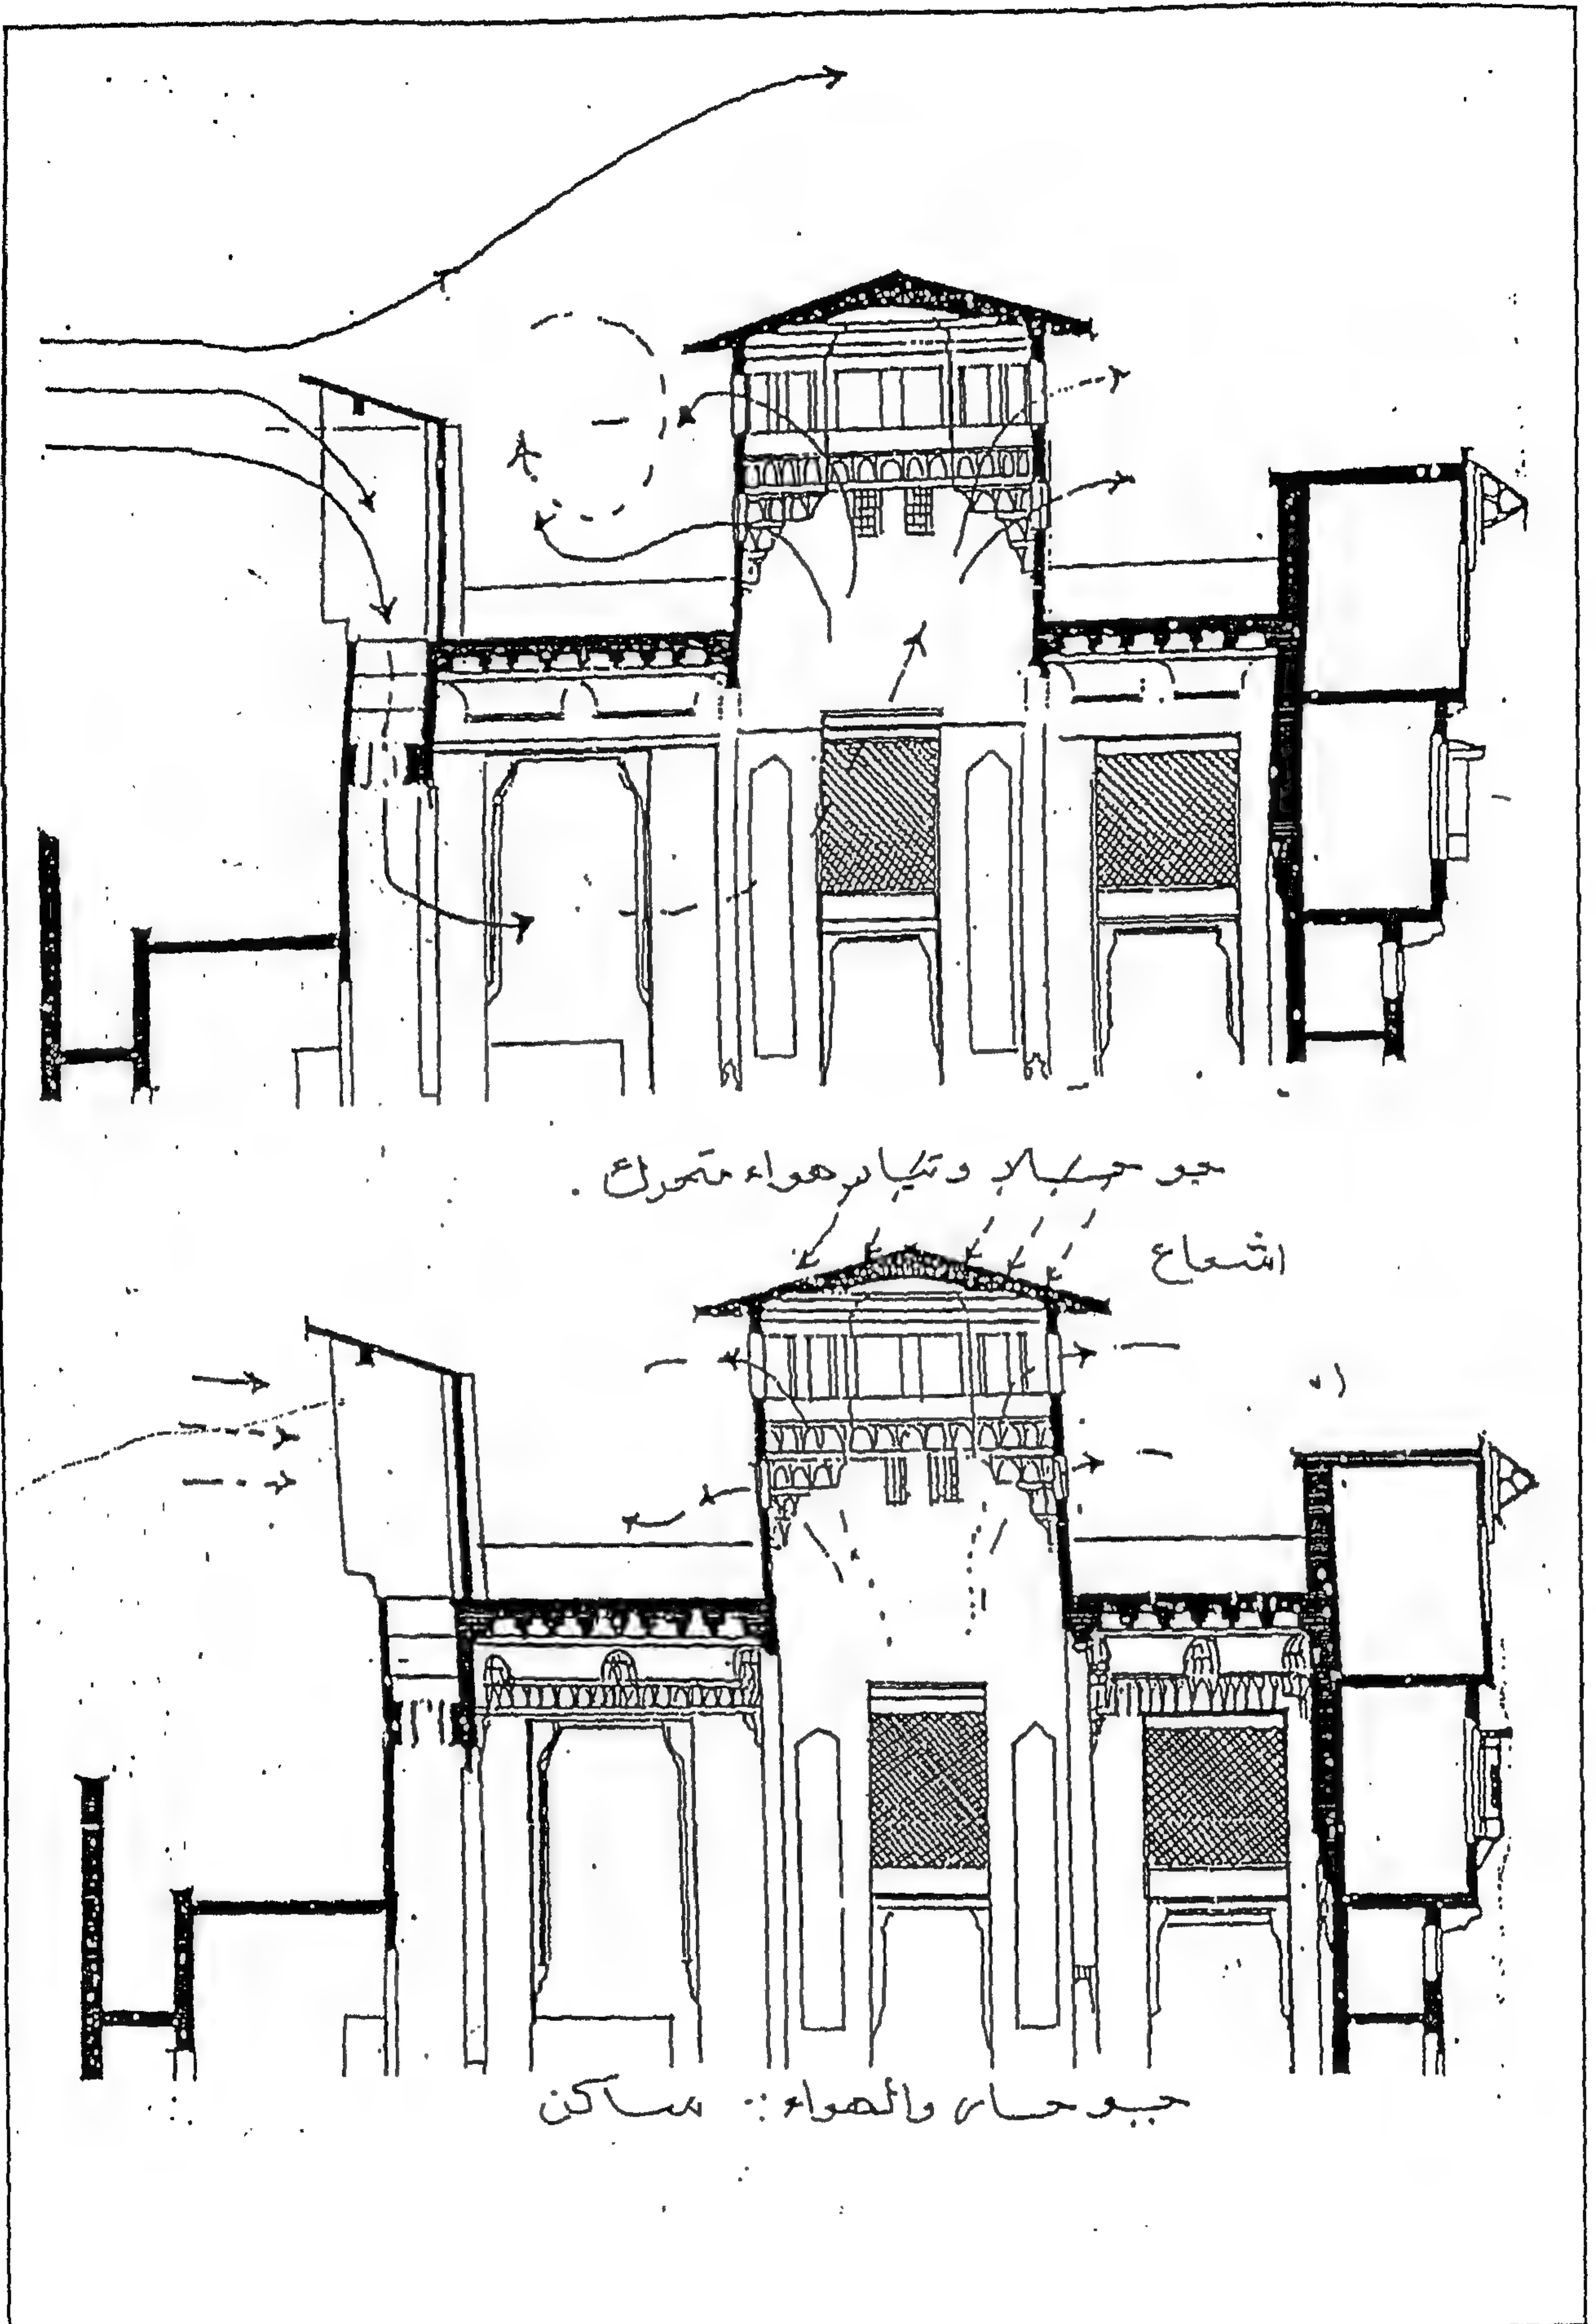 جو حار وتيار هواء متحرك .
اشعاع
جو حار والهواء : ساكن